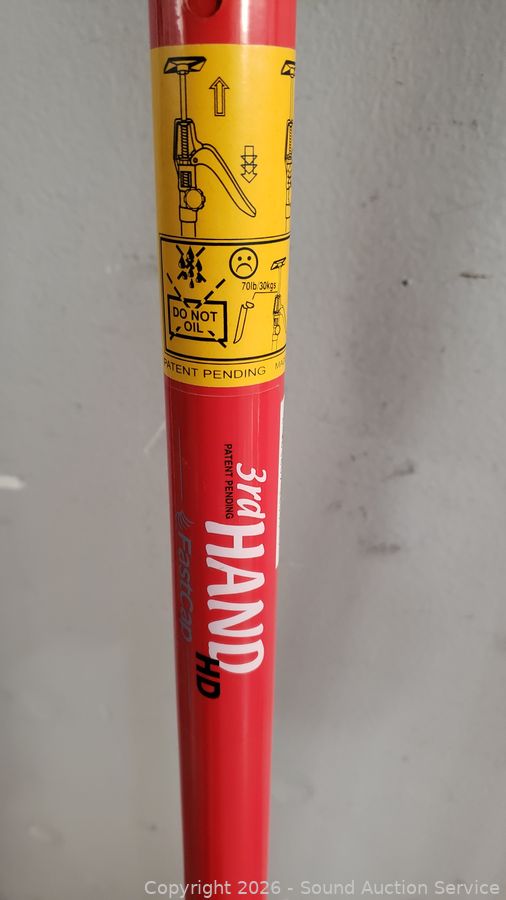 70lb/30kgs
DO NOT
OIL
PATENT PENDING
3rd HAND
PATENT PENDING
HD
FastCap
Copyright 2026 - Sound Auction Service